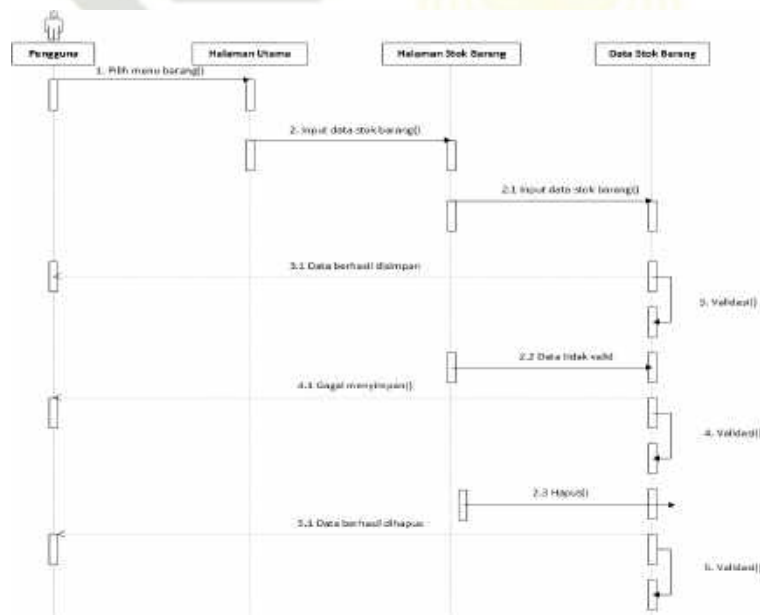 Pengguna
Halaman Utama
Halaman Stok Barang
Data Stok Barang
1. Pilih menu barang()
2. Input data stok barang()
2.1 Input data stok barang()
3.1 Data berhasil disimpan
3. Validasi()
2.2 Data tidak valid
4.1 Gagal menyimpan()
4. Validasi()
2.3 Hapus()
5.1 Data berhasil dihapus
5. Validasi()